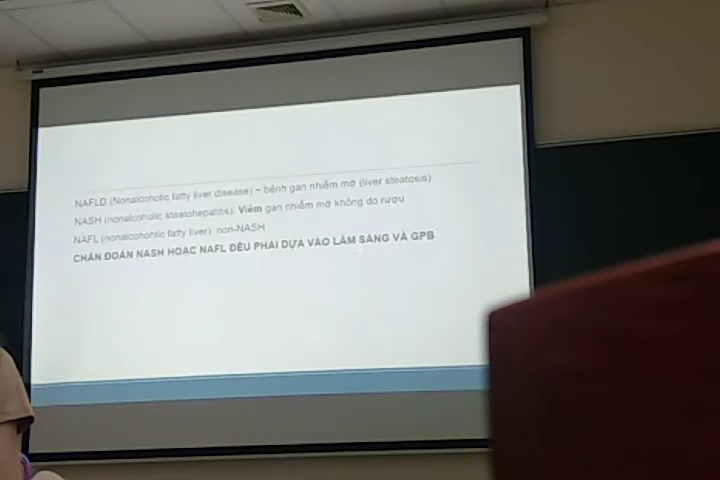 NAFLD (Nonalcoholic fatty liver disease) – bệnh gan nhiễm mỡ (liver steatosis)
NASH (nonalcoholic steatohepatitis): Viêm gan nhiễm mỡ không do rượu
NAFL (nonalcohohlic fatty liver): non-NASH
CHẨN ĐOÁN NASH HOẶC NAFL ĐỀU PHẢI DỰA VÀO LÂM SÀNG VÀ GPB